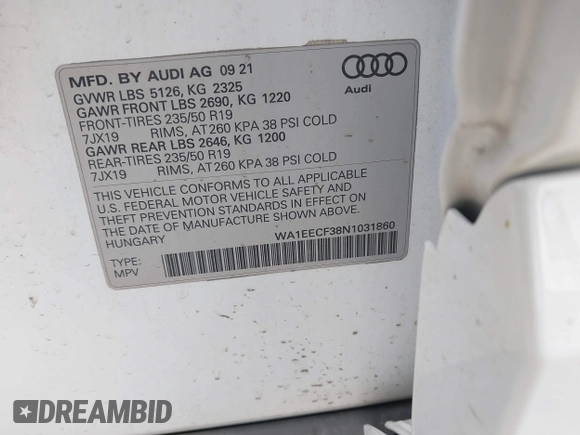 MFD. BY AUDI AG 09 21
GVWR LBS 5126, KG 2325
GAWR FRONT LBS 2690, KG 1220
FRONT-TIRES 235/50 R19
7JX19 RIMS, AT 260 KPA 38 PSI COLD
GAWR REAR LBS 2646, KG 1200
REAR-TIRES 235/50 R19
7JX19 RIMS, AT 260 KPA 38 PSI COLD
THIS VEHICLE CONFORMS TO ALL APPLICABLE
U.S. FEDERAL MOTOR VEHICLE SAFETY AND
THEFT PREVENTION STANDARDS IN EFFECT ON
THE DATE OF MANUFACTURE SHOWN ABOVE
HUNGARY
WA1EECF38N1031860
TYPE:
MPV
Audi
DREAMBID